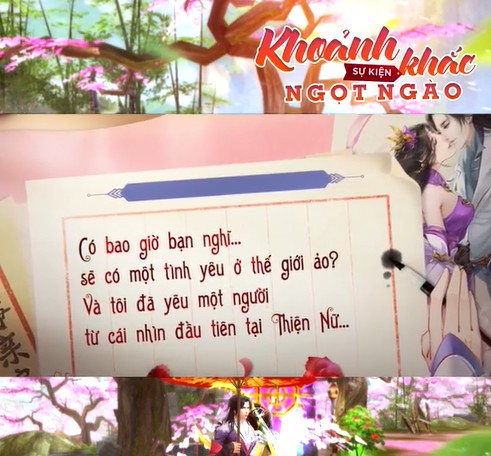 Khoảnh
khắc
SỰ KIỆN
NGỌT NGÀO
Có bao giờ bạn nghĩ...
sẽ có một tình yêu ở thế giới ảo?
Và tôi đã yêu một người
từ cái nhìn đầu tiên tại Thiện Nữ...